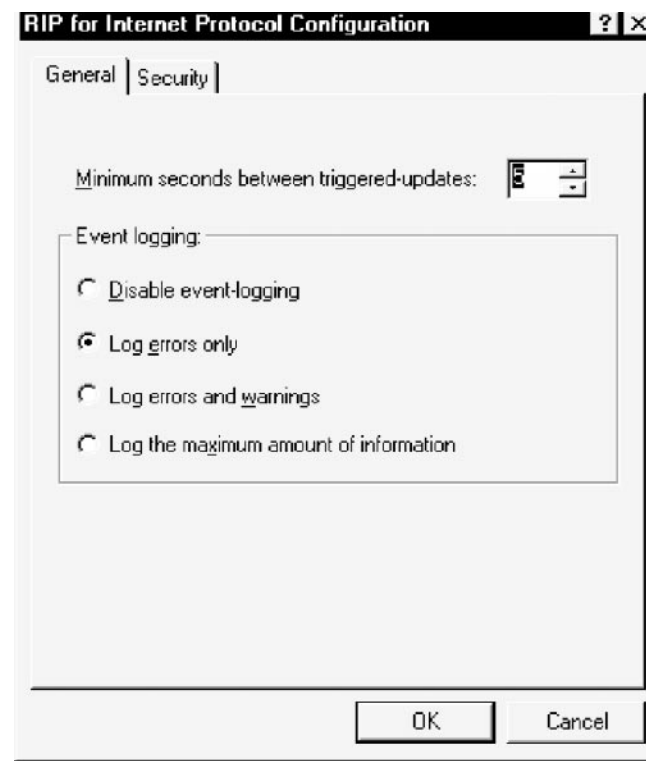 RIP for Internet Protocol Configuration
General Security
Minimum seconds between triggered-updates:
Event logging:
Disable event-logging
Log errors only
Log errors and warnings
Log the maximum amount of information
OK Cancel